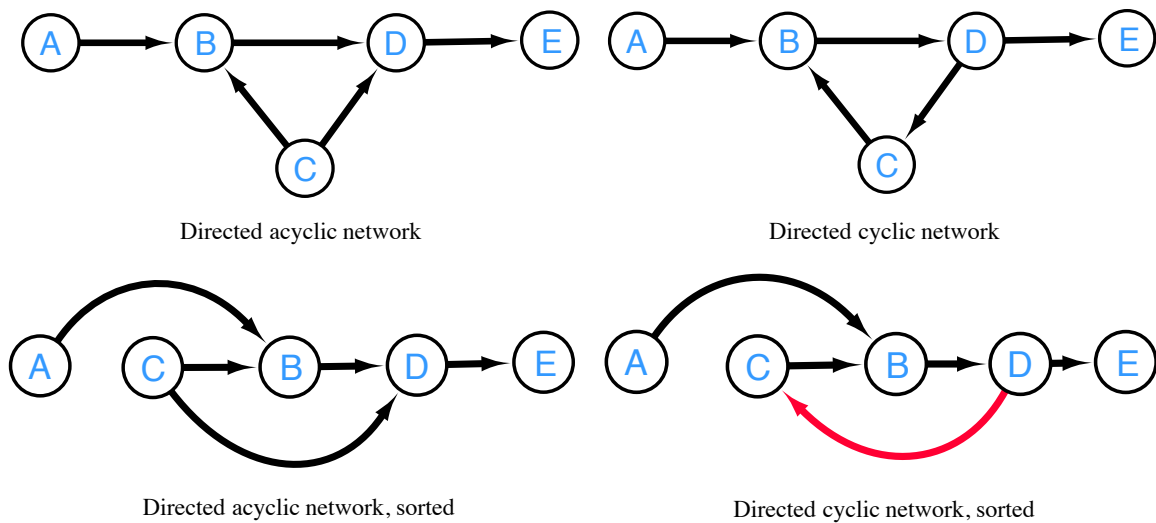 A B D E
C
Directed acyclic network
A B D E
C
Directed cyclic network
A C B D E
Directed acyclic network, sorted
A C B D E
Directed cyclic network, sorted